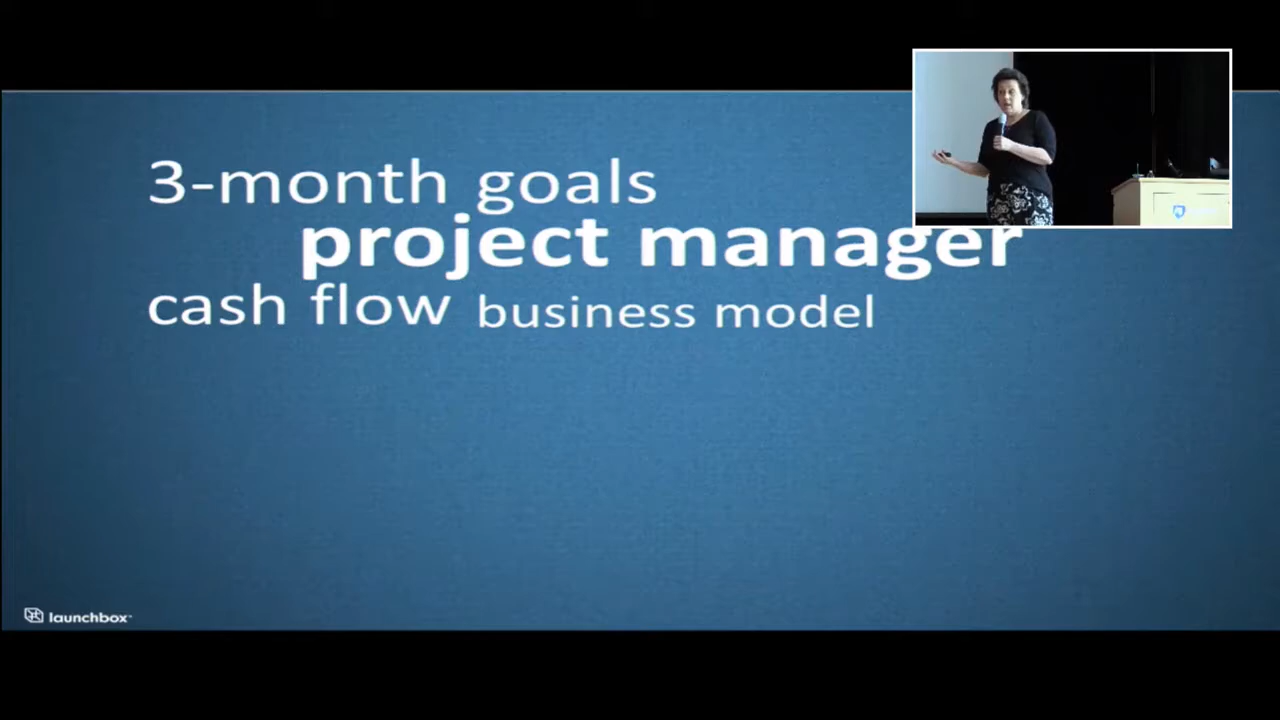 3-month goals
project manager
cash flow business model
launchbox